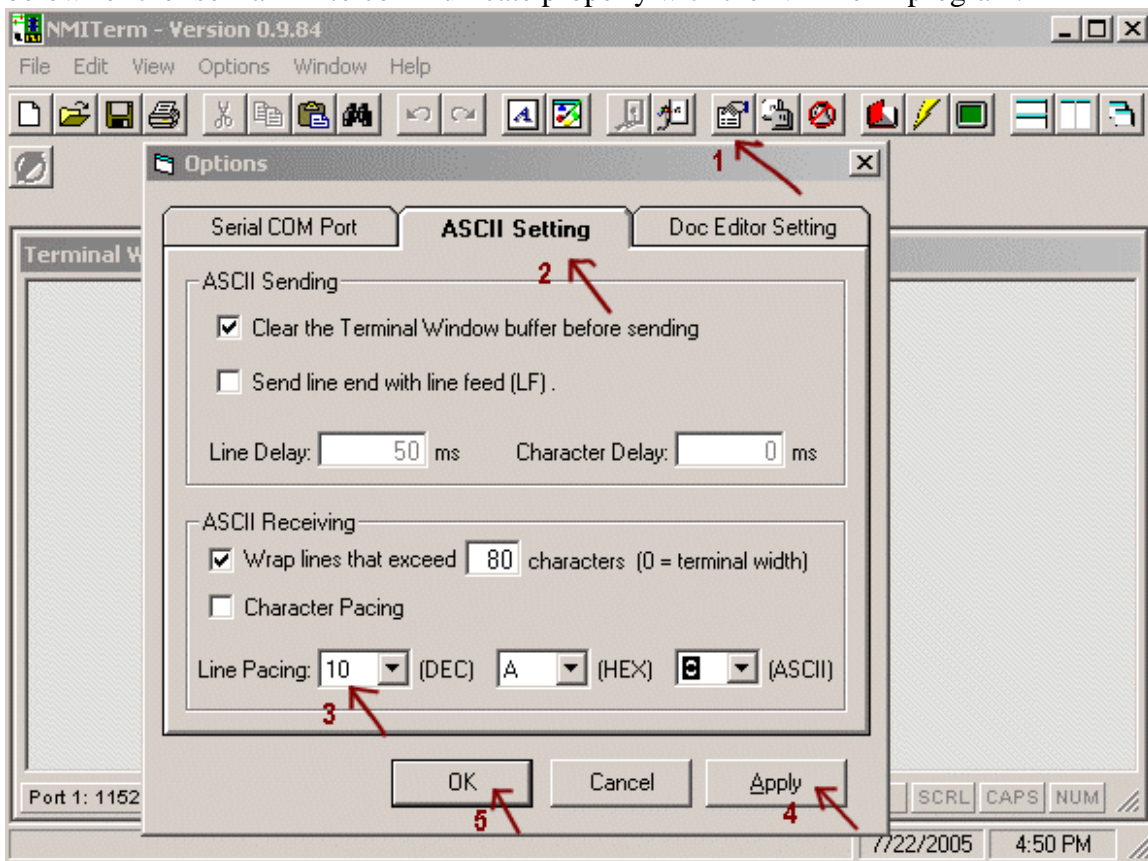 NMITerm - Version 0.9.84
File Edit View Options Window Help
Options
1
Serial COM Port ASCII Setting Doc Editor Setting
2
Terminal W
ASCII Sending
Clear the Terminal Window buffer before sending
Send line end with line feed (LF) .
Line Delay: 50 ms Character Delay: 0 ms
ASCII Receiving
Wrap lines that exceed 80 characters (0 = terminal width)
Character Pacing
Line Pacing: 10 (DEC) A (HEX) (ASCII)
3
OK Cancel Apply
5 4
Port 1: 1152 SCRL CAPS NUM
7/22/2005 4:50 PM